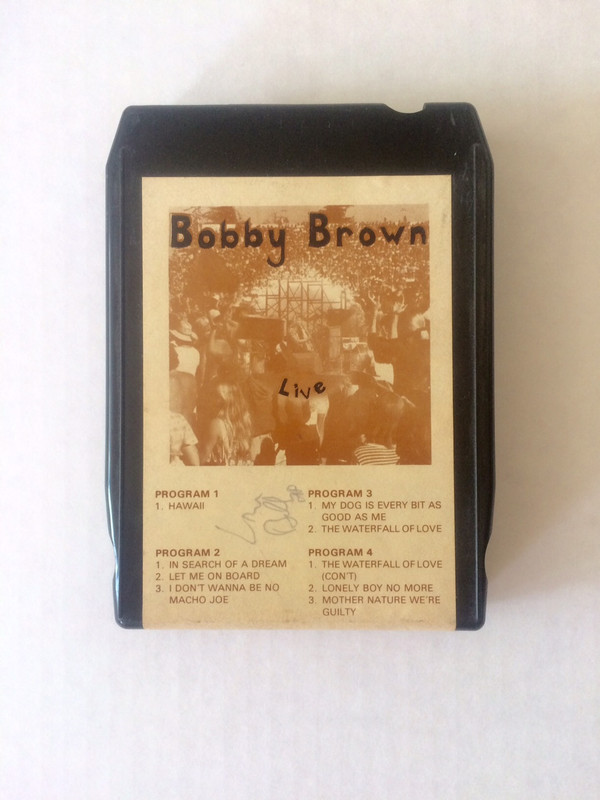 Bobby Brown
Live
PROGRAM 1
1. HAWAII
PROGRAM 2
1. IN SEARCH OF A DREAM
2. LET ME ON BOARD
3. I DON'T WANNA BE NO
MACHO JOE
PROGRAM 3
1. MY DOG IS EVERY BIT AS
GOOD AS ME
2. THE WATERFALL OF LOVE
PROGRAM 4
1. THE WATERFALL OF LOVE
(CON'T)
2. LONELY BOY NO MORE
3. MOTHER NATURE WE'RE
GUILTY